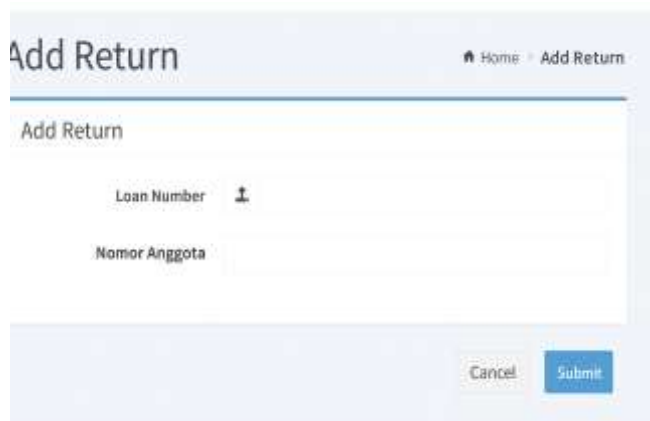 Add Return
Home Add Return
Add Return
Loan Number
Nomor Anggota
Cancel Submit